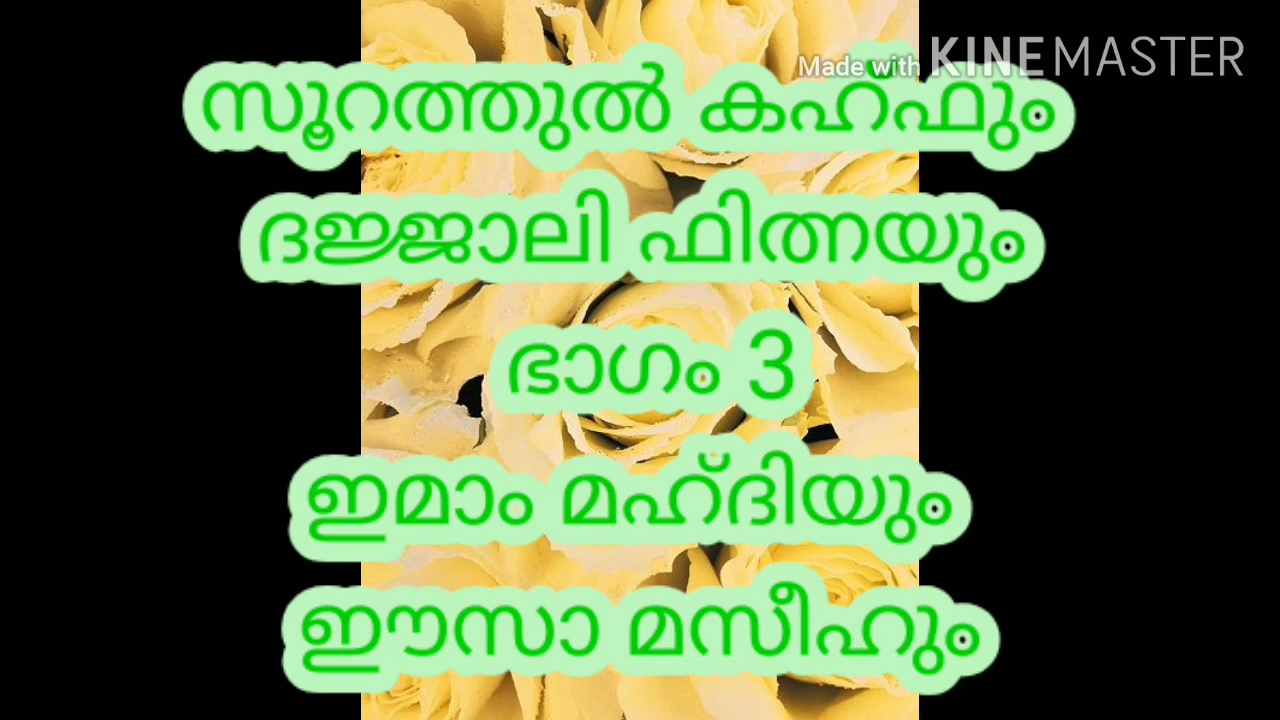 Made with KINEMASTER
സൂറത്തുൽ കഹ്ഫും
ദജ്ജാലി ഫിത്നയും
ഭാഗം 3
ഇമാം മഹ്ദിയും
ഈസാ മസീഹും